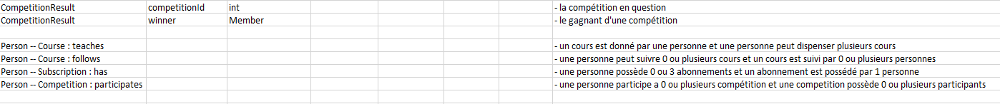 CompetitionResult competitionId int - la compétition en question
CompetitionResult winner Member - le gagnant d'une compétition
Person -- Course : teaches - un cours est donné par une personne et une personne peut dispenser plusieurs cours
Person -- Course : follows - une personne peut suivre 0 ou plusieurs cours et un cours est suivi par 0 ou plusieurs personnes
Person -- Subscription : has - une personne possède 0 ou 3 abonnements et un abonnement est possédé par 1 personne
Person -- Competition : participates - une personne participe a 0 ou plusieurs compétition et une competition possède 0 ou plusieurs participants